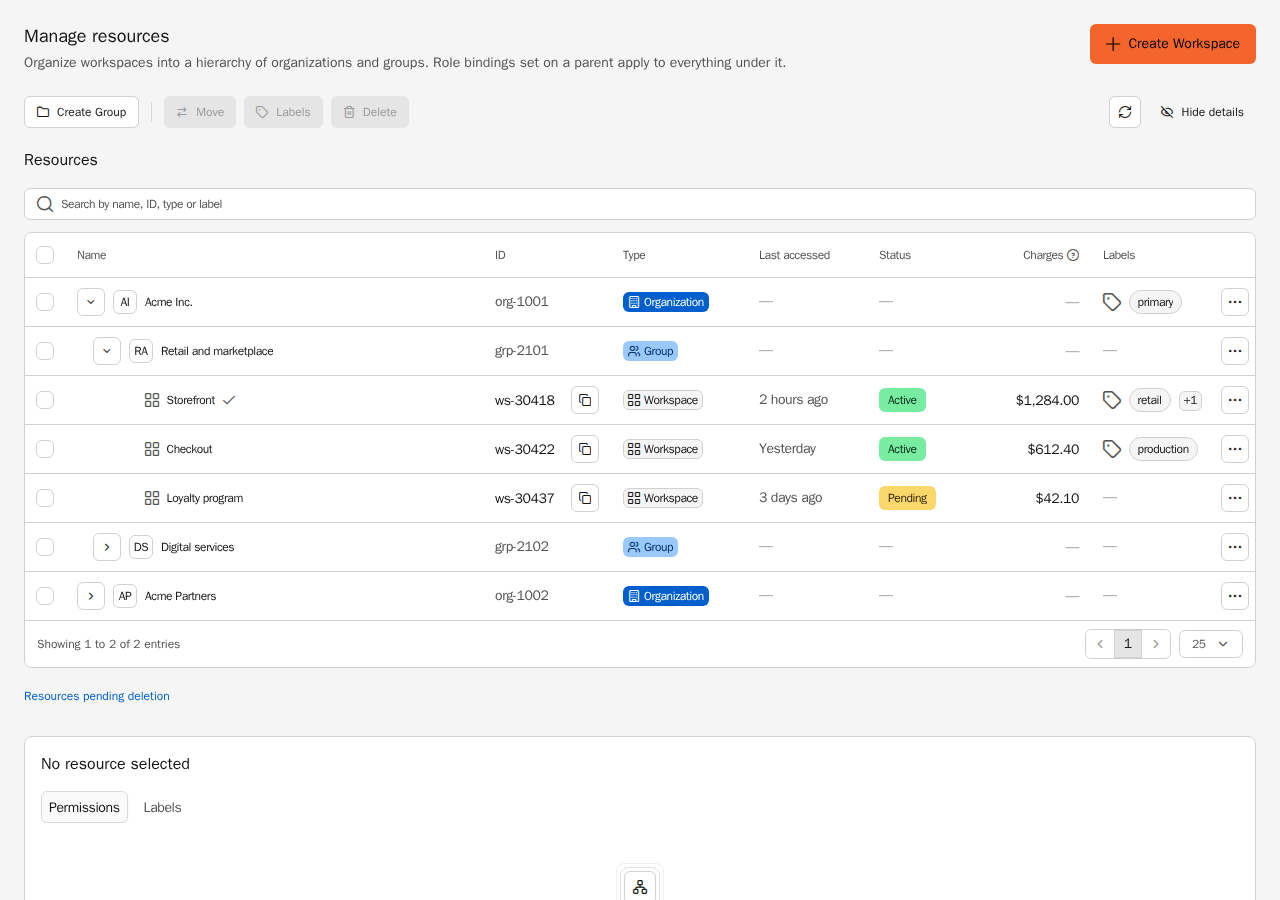 Manage resources
Create Workspace
Organize workspaces into a hierarchy of organizations and groups. Role bindings set on a parent apply to everything under it.
Create Group Move Labels Delete Hide details
Resources
Search by name, ID, type or label
Name ID Type Last accessed Status Charges Labels
AI Acme Inc. org-1001 Organization — — — primary
RA Retail and marketplace grp-2101 Group — — — —
Storefront ws-30418 Workspace 2 hours ago Active $1,284.00 retail +1
Checkout ws-30422 Workspace Yesterday Active $612.40 production
Loyalty program ws-30437 Workspace 3 days ago Pending $42.10 —
DS Digital services grp-2102 Group — — — —
AP Acme Partners org-1002 Organization — — — —
Showing 1 to 2 of 2 entries 1 25
Resources pending deletion
No resource selected
Permissions Labels